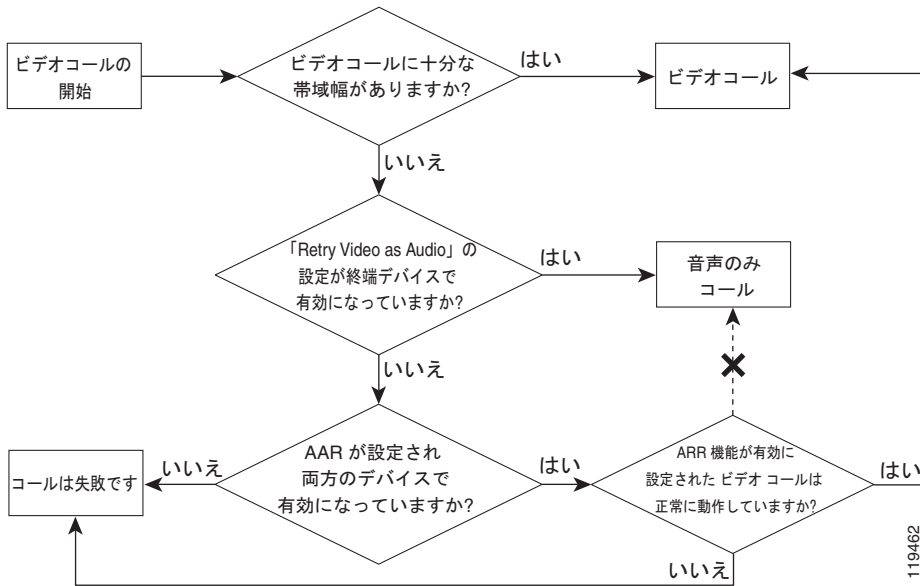 ビデオコールの
開始
ビデオコールに十分な
帯域幅がありますか?
はい
ビデオコール
いいえ
「Retry Video as Audio」の
設定が終端デバイスで
有効になっていますか?
はい
音声のみ
コール
いいえ
コールは失敗です
いいえ
AAR が設定され
両方のデバイスで
有効になっていますか?
はい
ARR 機能が有効に
設定された ビデオ コールは
正常に動作していますか?
はい
いいえ
119462